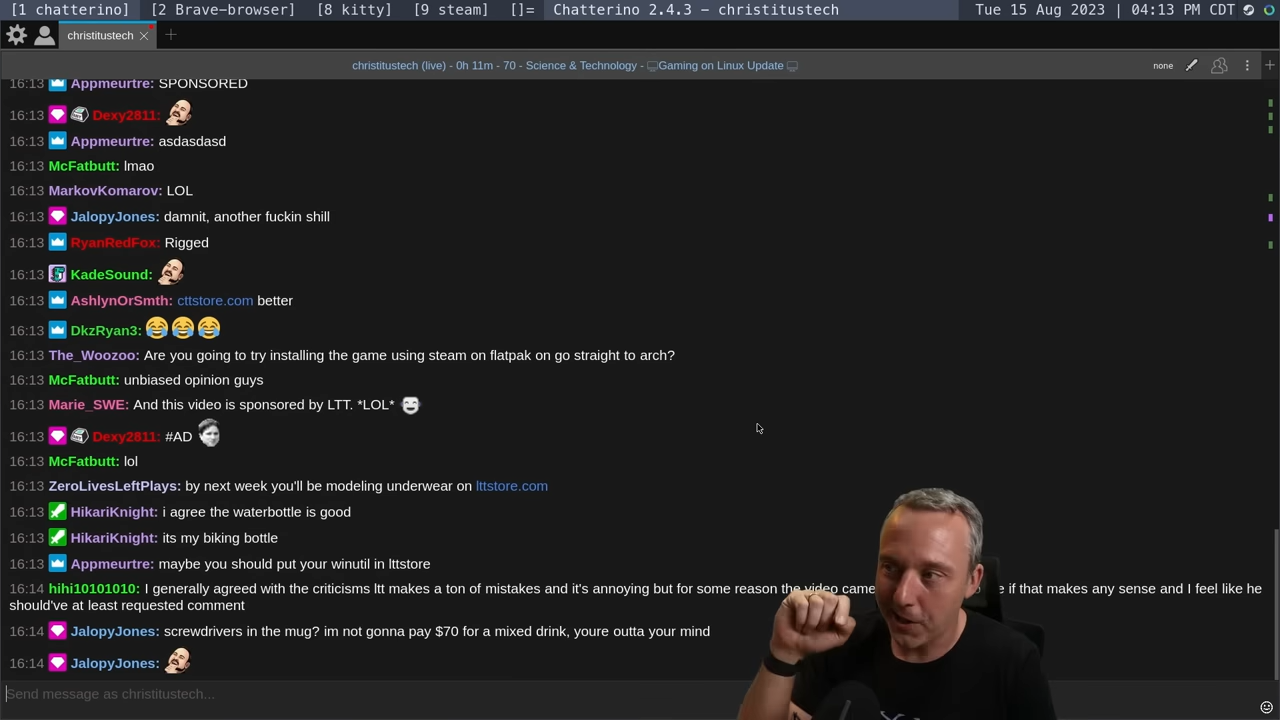 [1 chatterino] [2 Brave-browser] [8 kitty] [9 steam] []= Chatterino 2.4.3 - christitustech Tue 15 Aug 2023 | 04:13 PM CDT
christitustech
christitustech (live) - 0h 11m - 70 - Science & Technology - Gaming on Linux Update none
16:13 Appmeurtre: SPONSORED
16:13 Dexy2811:
16:13 Appmeurtre: asdasdasd
16:13 McFatbutt: lmao
16:13 MarkovKomarov: LOL
16:13 JalopyJones: damnit, another fuckin shill
16:13 RyanRedFox: Rigged
16:13 KadeSound:
16:13 AshlynOrSmth: cttstore.com better
16:13 DkzRyan3: 😂 😂 😂
16:13 The_Woozoo: Are you going to try installing the game using steam on flatpak on go straight to arch?
16:13 McFatbutt: unbiased opinion guys
16:13 Marie_SWE: And this video is sponsored by LTT. *LOL*
16:13 Dexy2811: #AD
16:13 McFatbutt: lol
16:13 ZeroLivesLeftPlays: by next week you'll be modeling underwear on lttstore.com
16:13 HikariKnight: i agree the waterbottle is good
16:13 HikariKnight: its my biking bottle
16:13 Appmeurtre: maybe you should put your winutil in lttstore
16:14 hihi10101010: I generally agreed with the criticisms ltt makes a ton of mistakes and it's annoying but for some reason the video came if that makes any sense and I feel like he
should've at least requested comment
16:14 JalopyJones: screwdrivers in the mug? im not gonna pay $70 for a mixed drink, youre outta your mind
16:14 JalopyJones:
Send message as christitustech...